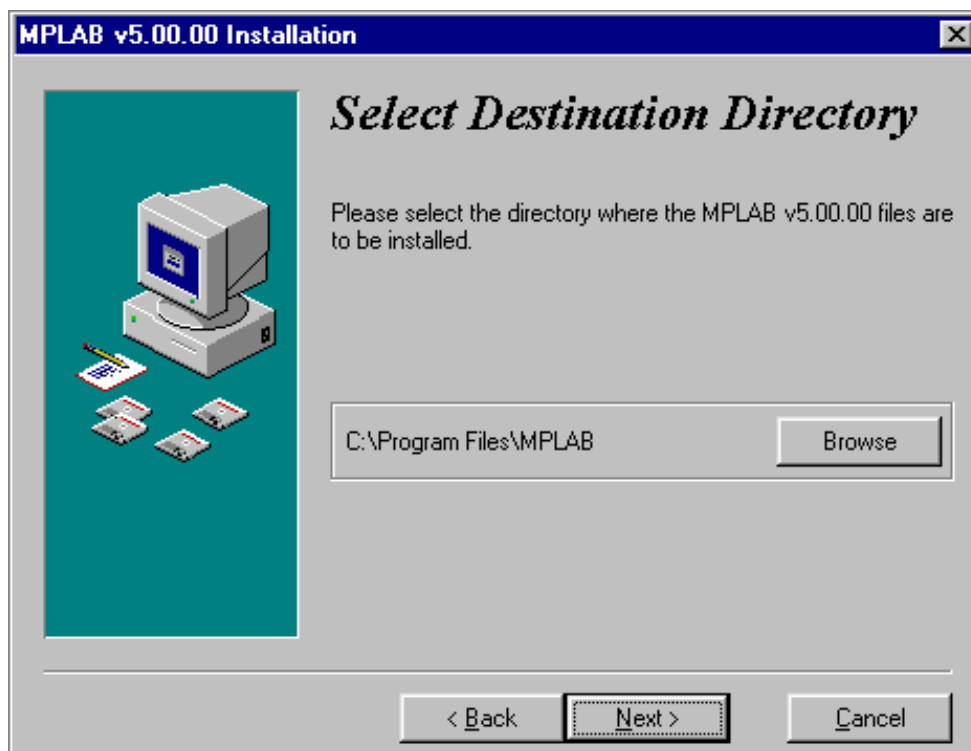 MPLAB v5.00.00 Installation
Select Destination Directory
Please select the directory where the MPLAB v5.00.00 files are
to be installed.
C:\Program Files\MPLAB
Browse
< Back
Next >
Cancel